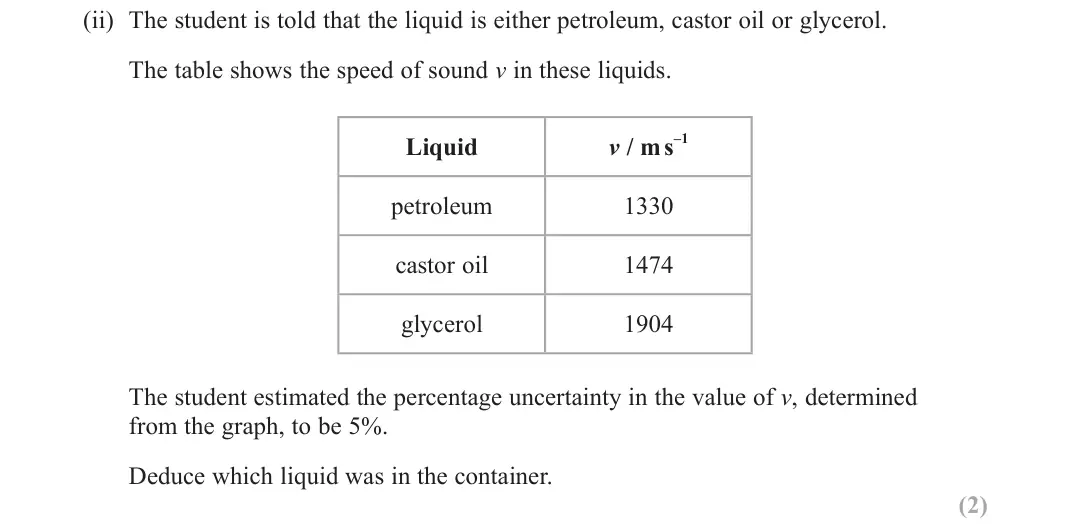 (ii) The student is told that the liquid is either petroleum, castor oil or glycerol.
The table shows the speed of sound v in these liquids.
Liquid v / m s⁻¹
petroleum 1330
castor oil 1474
glycerol 1904
The student estimated the percentage uncertainty in the value of v, determined
from the graph, to be 5%.
Deduce which liquid was in the container.
(2)